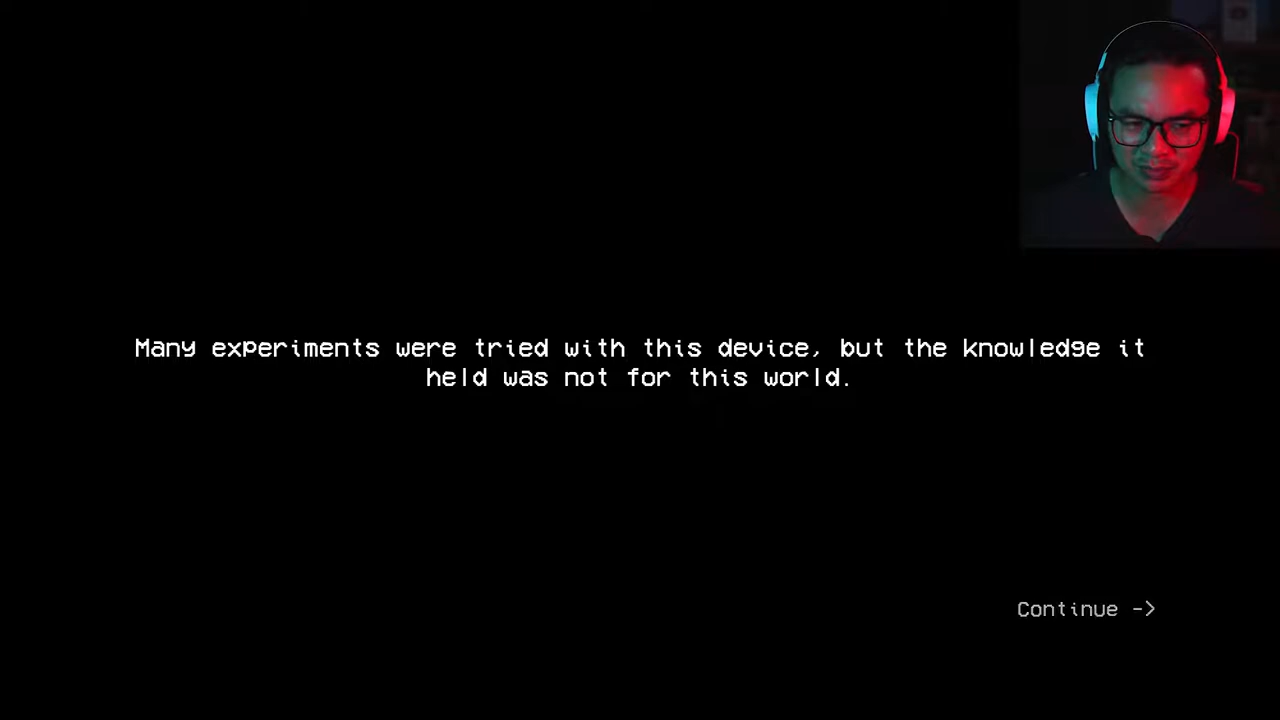 Many experiments were tried with this device, but the knowledge it
held was not for this world.
Continue ->